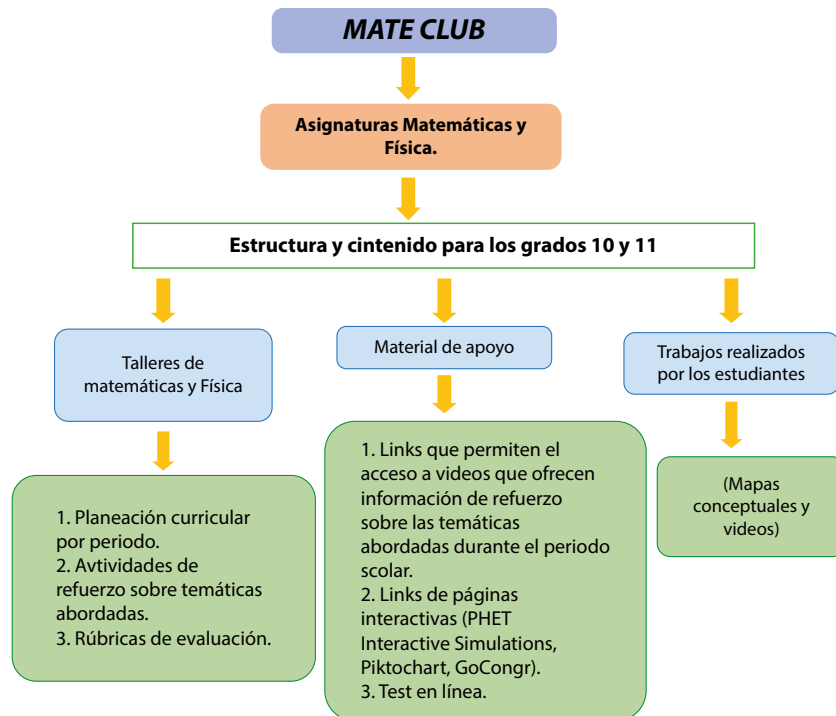 MATE CLUB
Asignaturas Matemáticas y
Física.
Estructura y cintenido para los grados 10 y 11
Talleres de
matemáticas y Física
Material de apoyo
Trabajos realizados
por los estudiantes
1. Planeación curricular
por periodo.
2. Avtividades de
refuerzo sobre temáticas
abordadas.
3. Rúbricas de evaluación.
1. Links que permiten el
acceso a videos que ofrecen
información de refuerzo
sobre las temáticas
abordadas durante el periodo
scolar.
2. Links de páginas
interactivas (PHET
Interactive Simulations,
Piktochart, GoCongr).
3. Test en línea.
(Mapas
conceptuales y
videos)